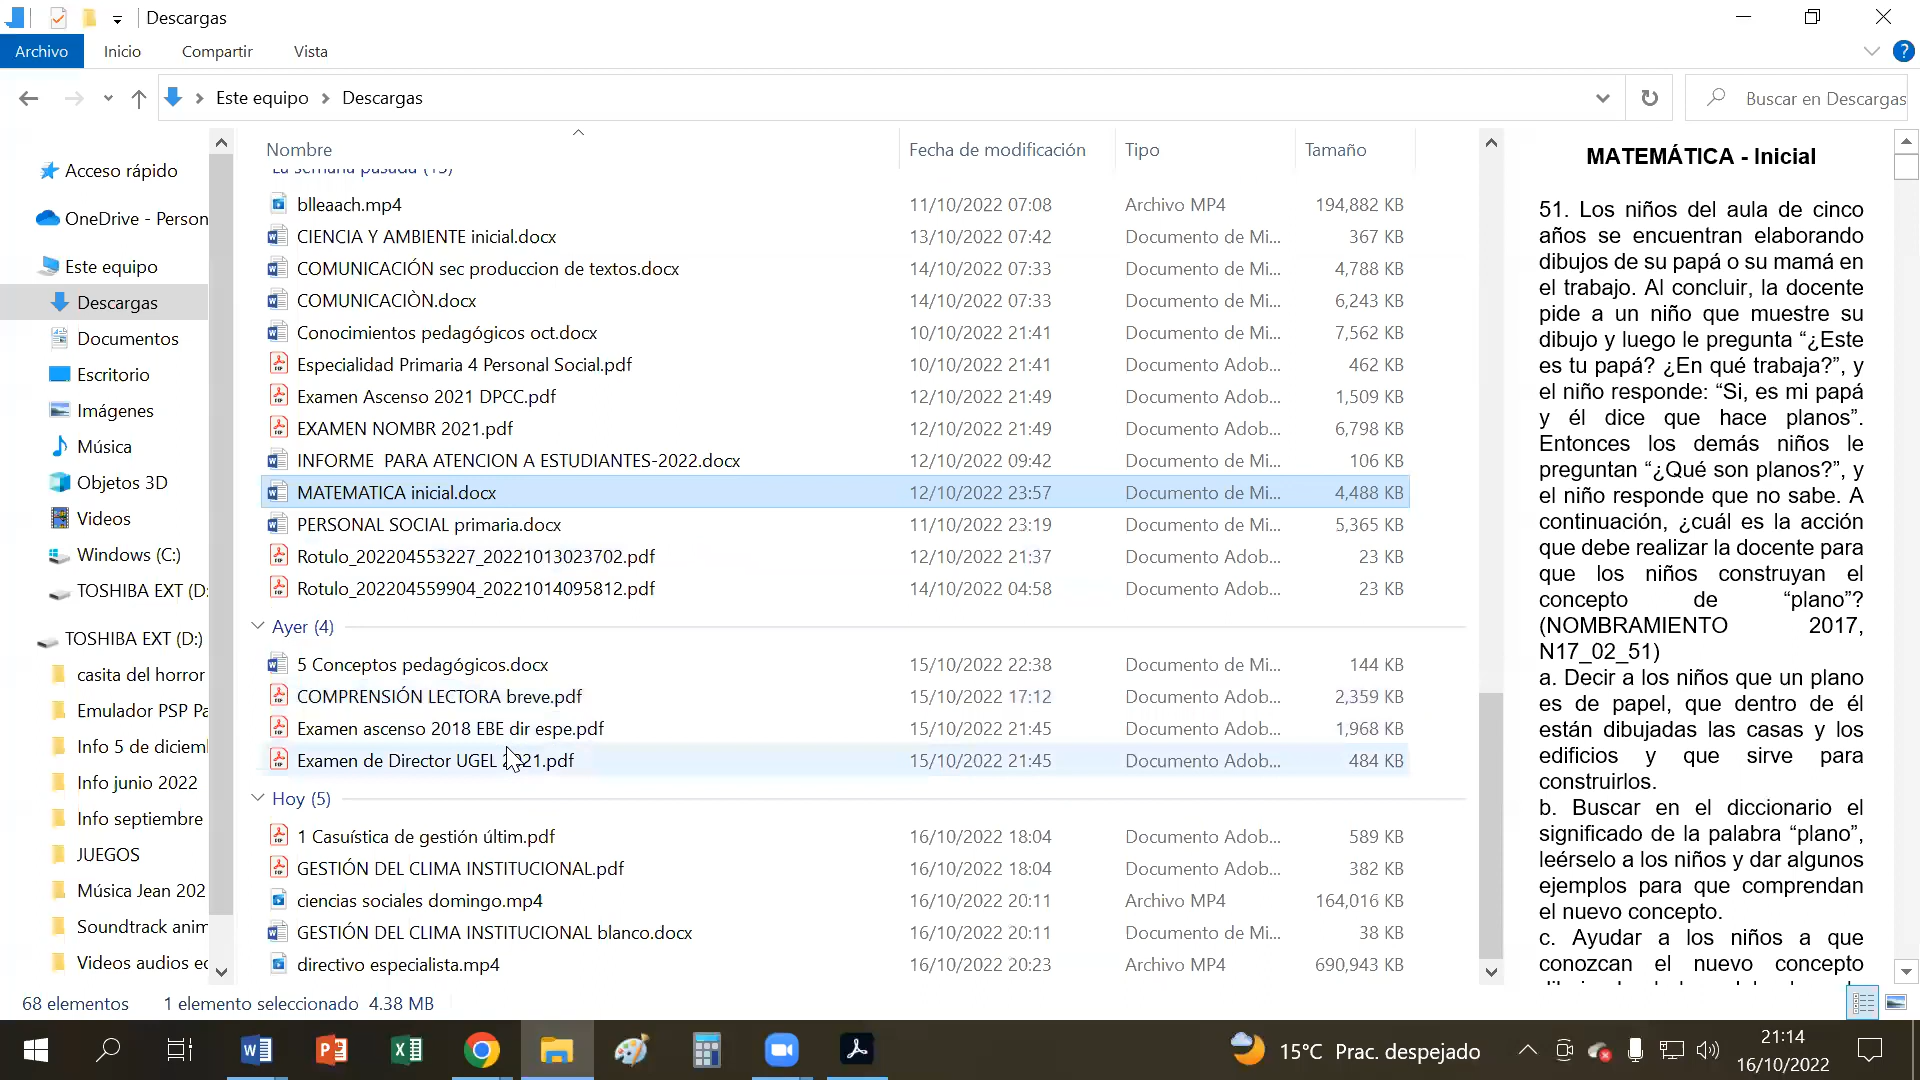 Descargas
Archivo Inicio Compartir Vista
Este equipo Descargas
Buscar en Descargas
Acceso rápido
OneDrive - Person
Este equipo
Descargas
Documentos
Escritorio
Imágenes
Música
Objetos 3D
Videos
Windows (C:)
TOSHIBA EXT (D:
TOSHIBA EXT (D:)
casita del horror
Emulador PSP Pa
Info 5 de diciem
Info junio 2022
Info septiembre
JUEGOS
Música Jean 202
Soundtrack anim
Videos audios ec
Nombre Fecha de modificación Tipo Tamaño
La semana pasada (13)
blleaach.mp4 11/10/2022 07:08 Archivo MP4 194,882 KB
CIENCIA Y AMBIENTE inicial.docx 13/10/2022 07:42 Documento de Mi... 367 KB
COMUNICACIÓN sec produccion de textos.docx 14/10/2022 07:33 Documento de Mi... 4,788 KB
COMUNICACIÒN.docx 14/10/2022 07:33 Documento de Mi... 6,243 KB
Conocimientos pedagógicos oct.docx 10/10/2022 21:41 Documento de Mi... 7,562 KB
Especialidad Primaria 4 Personal Social.pdf 10/10/2022 21:41 Documento Adob... 462 KB
Examen Ascenso 2021 DPCC.pdf 12/10/2022 21:49 Documento Adob... 1,509 KB
EXAMEN NOMBR 2021.pdf 12/10/2022 21:49 Documento Adob... 6,798 KB
INFORME PARA ATENCION A ESTUDIANTES-2022.docx 12/10/2022 09:42 Documento de Mi... 106 KB
MATEMATICA inicial.docx 12/10/2022 23:57 Documento de Mi... 4,488 KB
PERSONAL SOCIAL primaria.docx 11/10/2022 23:19 Documento de Mi... 5,365 KB
Rotulo_202204553227_20221013023702.pdf 12/10/2022 21:37 Documento Adob... 23 KB
Rotulo_202204559904_20221014095812.pdf 14/10/2022 04:58 Documento Adob... 23 KB
Ayer (4)
5 Conceptos pedagógicos.docx 15/10/2022 22:38 Documento de Mi... 144 KB
COMPRENSIÓN LECTORA breve.pdf 15/10/2022 17:12 Documento Adob... 2,359 KB
Examen ascenso 2018 EBE dir espe.pdf 15/10/2022 21:45 Documento Adob... 1,968 KB
Examen de Director UGEL 2021.pdf 15/10/2022 21:45 Documento Adob... 484 KB
Hoy (5)
1 Casuística de gestión últim.pdf 16/10/2022 18:04 Documento Adob... 589 KB
GESTIÓN DEL CLIMA INSTITUCIONAL.pdf 16/10/2022 18:04 Documento Adob... 382 KB
ciencias sociales domingo.mp4 16/10/2022 20:11 Archivo MP4 164,016 KB
GESTIÓN DEL CLIMA INSTITUCIONAL blanco.docx 16/10/2022 20:11 Documento de Mi... 38 KB
directivo especialista.mp4 16/10/2022 20:23 Archivo MP4 690,943 KB
MATEMÁTICA - Inicial
51. Los niños del aula de cinco
años se encuentran elaborando
dibujos de su papá o su mamá en
el trabajo. Al concluir, la docente
pide a un niño que muestre su
dibujo y luego le pregunta “¿Este
es tu papá? ¿En qué trabaja?”, y
el niño responde: “Si, es mi papá
y él dice que hace planos”.
Entonces los demás niños le
preguntan “¿Qué son planos?”, y
el niño responde que no sabe. A
continuación, ¿cuál es la acción
que debe realizar la docente para
que los niños construyan el
concepto de “plano”?
(NOMBRAMIENTO 2017,
N17_02_51)
a. Decir a los niños que un plano
es de papel, que dentro de él
están dibujadas las casas y los
edificios y que sirve para
construirlos.
b. Buscar en el diccionario el
significado de la palabra “plano”,
leérselo a los niños y dar algunos
ejemplos para que comprendan
el nuevo concepto.
c. Ayudar a los niños a que
conozcan el nuevo concepto
68 elementos 1 elemento seleccionado 4.38 MB
15°C Prac. despejado
21:14
16/10/2022